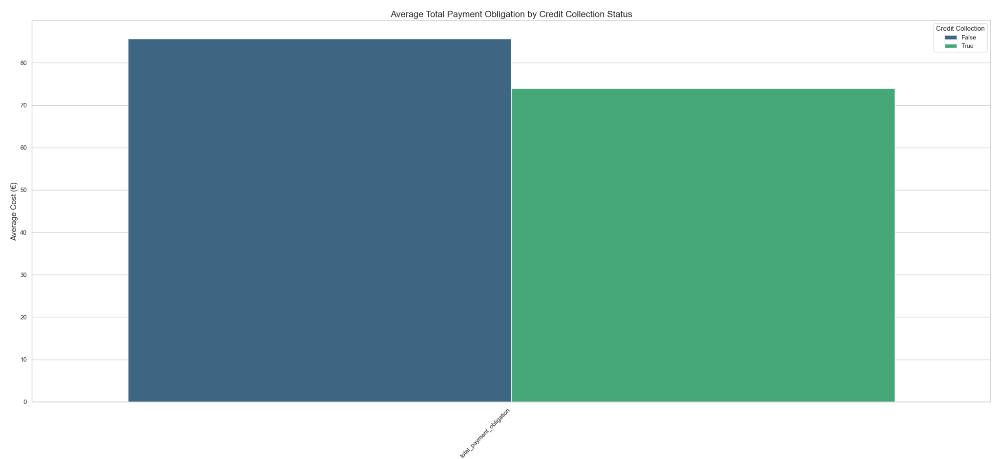 Average Total Payment Obligation by Credit Collection Status
Credit Collection
False
True
Average Cost (€)
80
70
60
50
40
30
20
10
0
total_payment_obligation